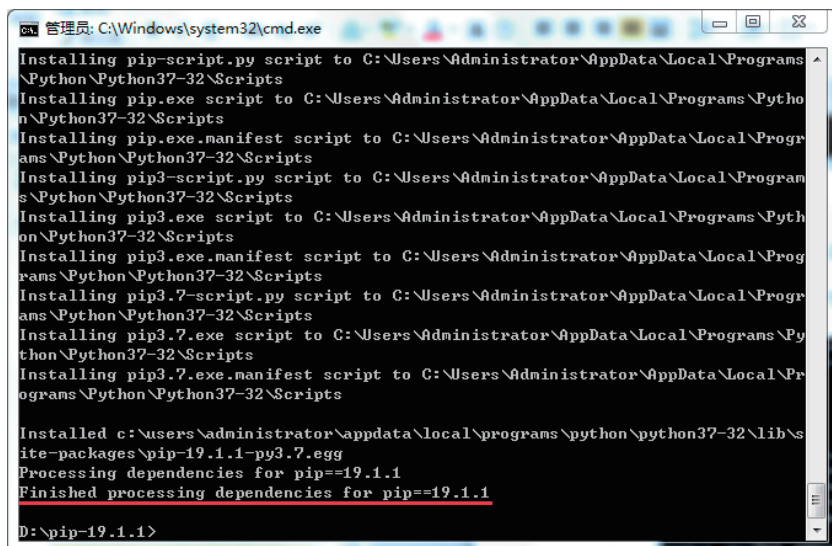 管理员: C:\Windows\system32\cmd.exe
Installing pip-script.py script to C:\Users\Administrator\AppData\Local\Programs
\Python\Python37-32\Scripts
Installing pip.exe script to C:\Users\Administrator\AppData\Local\Programs\Pytho
n\Python37-32\Scripts
Installing pip.exe.manifest script to C:\Users\Administrator\AppData\Local\Progr
ams\Python\Python37-32\Scripts
Installing pip3-script.py script to C:\Users\Administrator\AppData\Local\Program
s\Python\Python37-32\Scripts
Installing pip3.exe script to C:\Users\Administrator\AppData\Local\Programs\Pyth
on\Python37-32\Scripts
Installing pip3.exe.manifest script to C:\Users\Administrator\AppData\Local\Prog
rams\Python\Python37-32\Scripts
Installing pip3.7-script.py script to C:\Users\Administrator\AppData\Local\Progr
ams\Python\Python37-32\Scripts
Installing pip3.7.exe script to C:\Users\Administrator\AppData\Local\Programs\Py
thon\Python37-32\Scripts
Installing pip3.7.exe.manifest script to C:\Users\Administrator\AppData\Local\Pr
ograms\Python\Python37-32\Scripts
Installed c:\users\administrator\appdata\local\programs\python\python37-32\lib\s
ite-packages\pip-19.1.1-py3.7.egg
Processing dependencies for pip==19.1.1
Finished processing dependencies for pip==19.1.1
D:\pip-19.1.1>